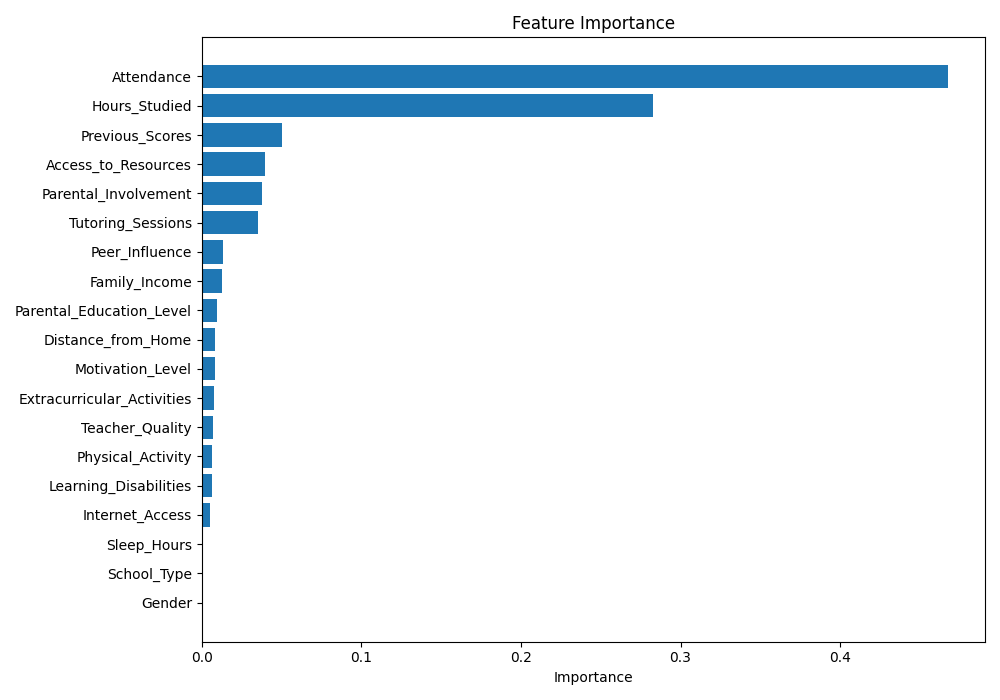 Feature Importance
Attendance
Hours_Studied
Previous_Scores
Access_to_Resources
Parental_Involvement
Tutoring_Sessions
Peer_Influence
Family_Income
Parental_Education_Level
Distance_from_Home
Motivation_Level
Extracurricular_Activities
Teacher_Quality
Physical_Activity
Learning_Disabilities
Internet_Access
Sleep_Hours
School_Type
Gender
0.0 0.1 0.2 0.3 0.4
Importance